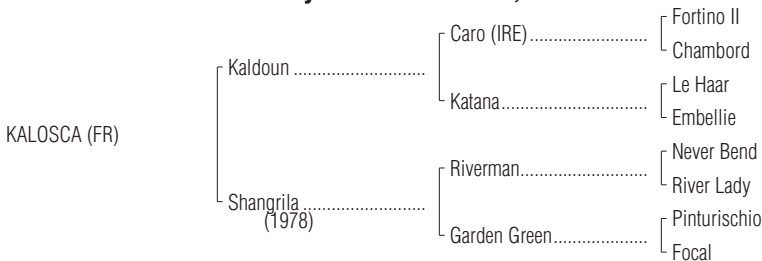 Fortino II
Caro (IRE)
Chambord
Kaldoun
Le Haar
Katana
Embellie
KALOSCA (FR)
Never Bend
Riverman
River Lady
Shangrila
(1978)
Pinturischio
Garden Green
Focal